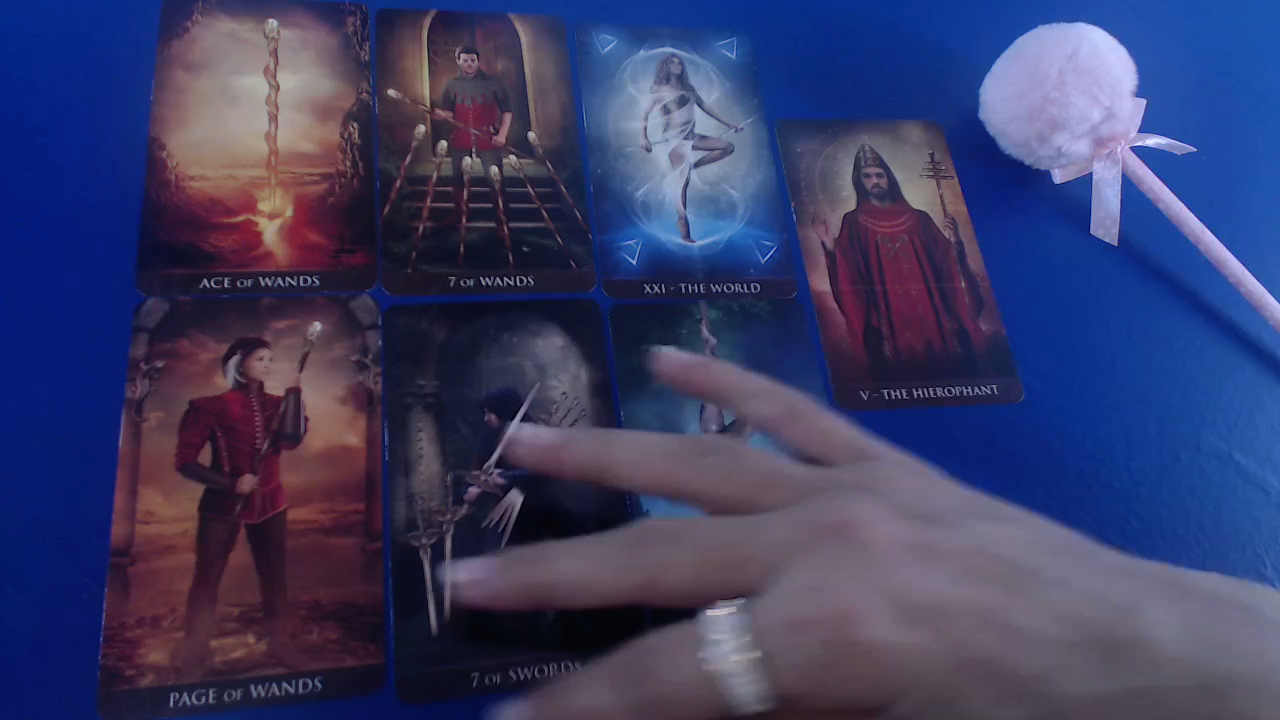 ACE OF WANDS
7 OF WANDS
XXI - THE WORLD
V - THE HIEROPHANT
PAGE OF WANDS
7 OF SWORDS